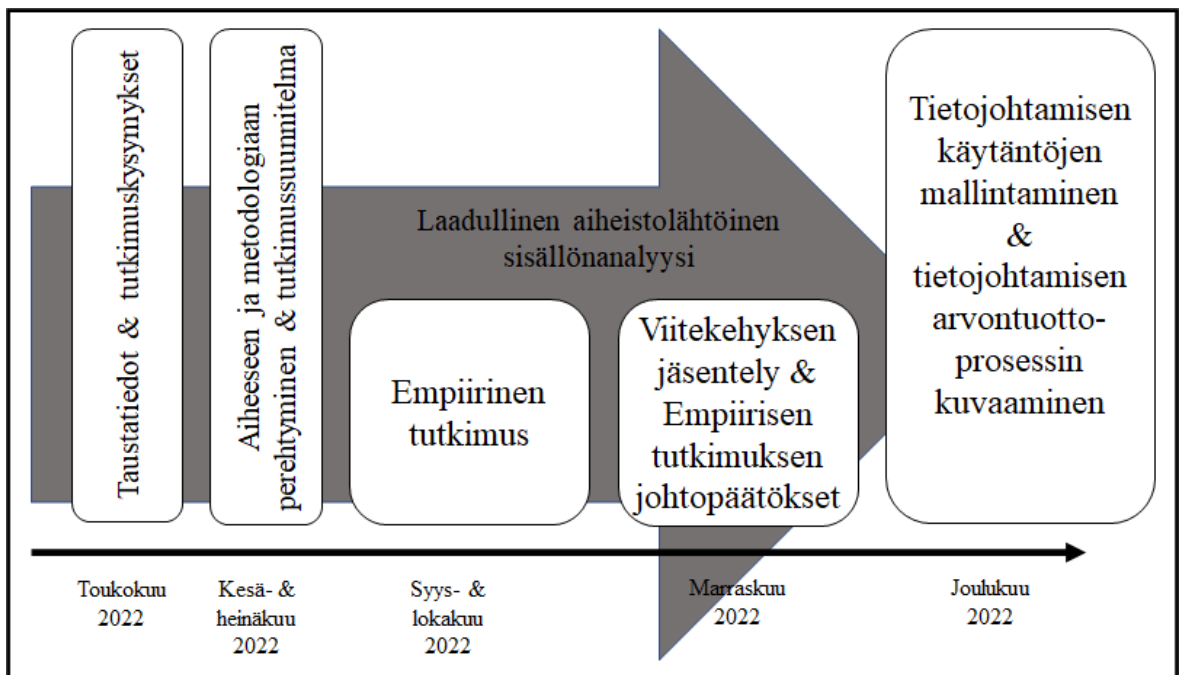 Taustatiedot & tutkimuskysymykset
Aiheeseen ja metodologiaan
perehtyminen & tutkimussuunnitelma
Laadullinen aiheistolähtöinen
sisällönanalyysi
Empiirinen
tutkimus
Viitekehyksen
jäsentely &
Empiirisen
tutkimuksen
johtopäätökset
Tietojohtamisen
käytäntöjen
mallintaminen
&
tietojohtamisen
arvontuotto-
prosessin
kuvaaminen
Toukokuu
2022
Kesä- &
heinäkuu
2022
Syys- &
lokakuu
2022
Marraskuu
2022
Joulukuu
2022